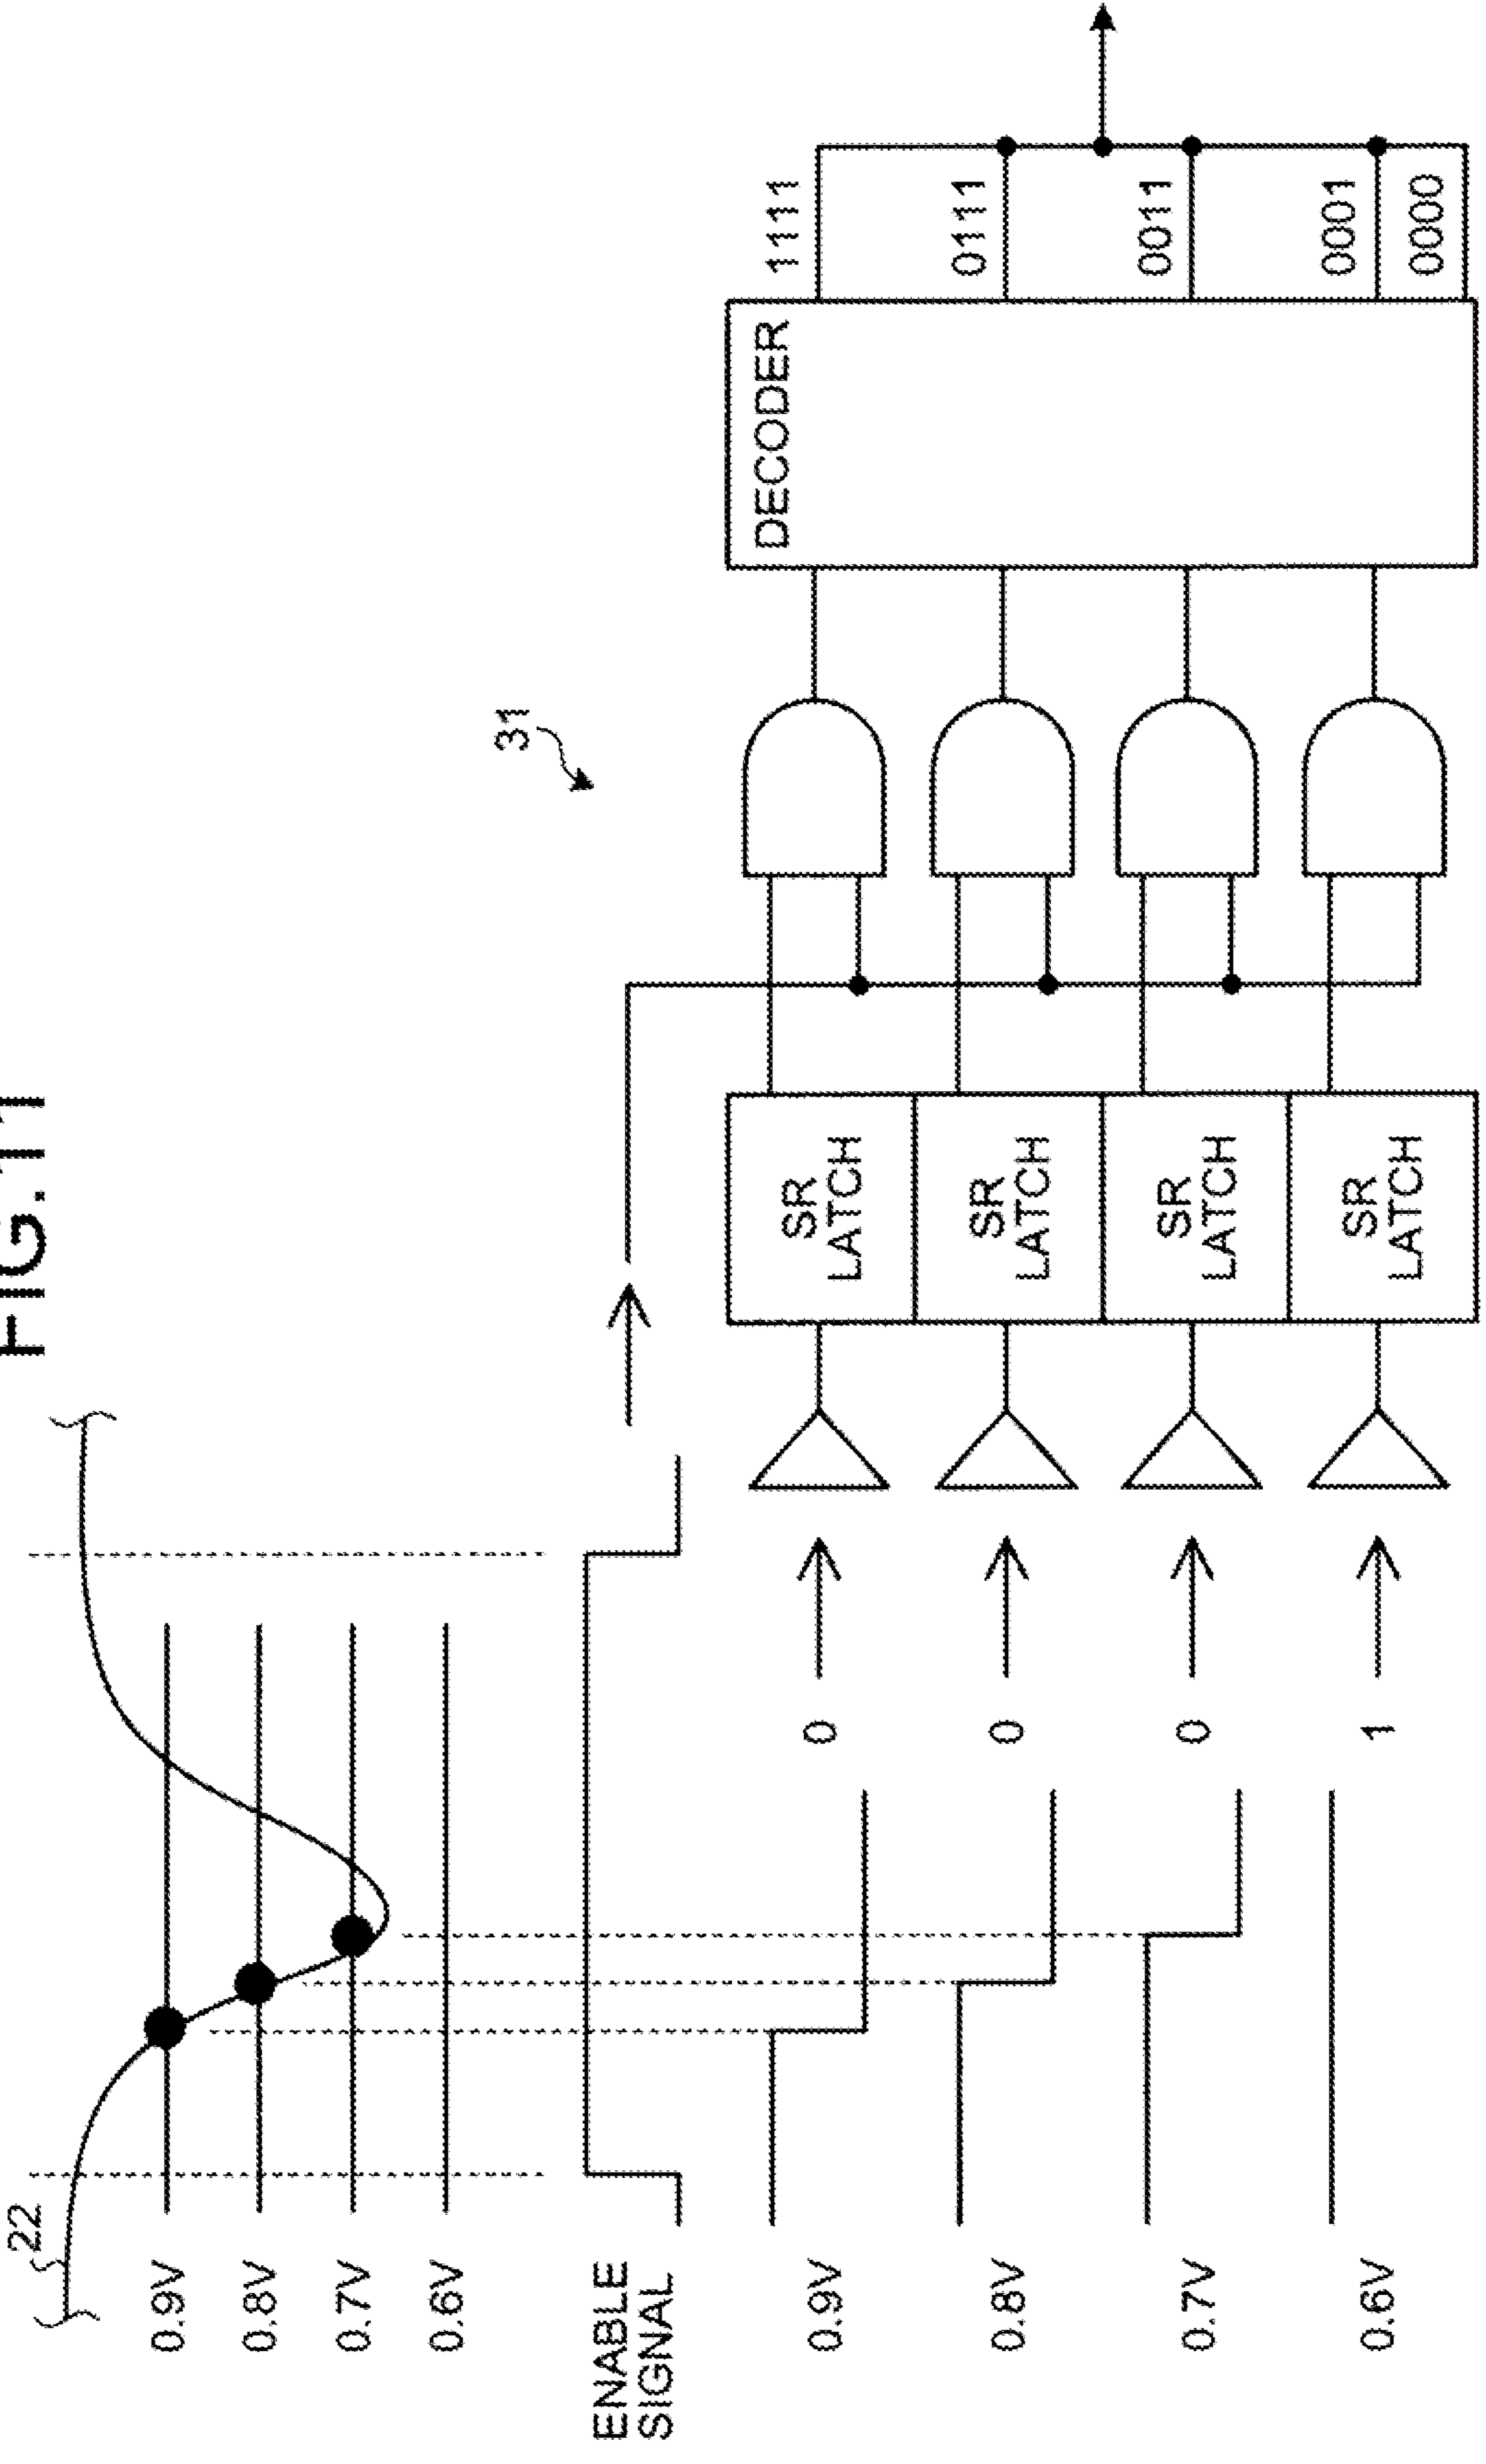 FIG.11
22
0.9V
0.8V
0.7V
0.6V
ENABLE
SIGNAL
31
0.9V
0
SR
LATCH
DECODER
1111
0.8V
0
SR
LATCH
0111
0.7V
0
SR
LATCH
0011
0.6V
1
SR
LATCH
0001
0000